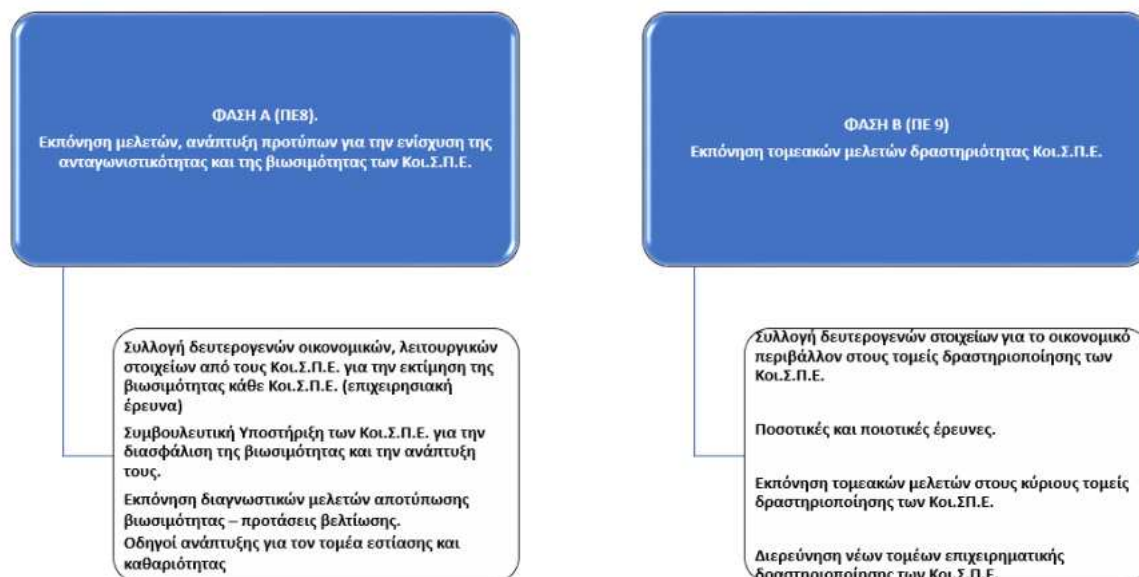 ΦΑΣΗ Α (ΠΕ8).
Εκπόνηση μελετών, ανάπτυξη προτύπων για την ενίσχυση της
ανταγωνιστικότητας και της βιωσιμότητας των Κοι.Σ.Π.Ε.
Συλλογή δευτερογενών οικονομικών, λειτουργικών
στοιχείων από τους Κοι.Σ.Π.Ε. για την εκτίμηση της
βιωσιμότητας κάθε Κοι.Σ.Π.Ε. (επιχειρησιακή
έρευνα)
Συμβουλευτική Υποστήριξη των Κοι.Σ.Π.Ε. για την
διασφάλιση της βιωσιμότητας και την ανάπτυξη
τους.
Εκπόνηση διαγνωστικών μελετών αποτύπωσης
βιωσιμότητας – προτάσεις βελτίωσης.
Οδηγοί ανάπτυξης για τον τομέα εστίασης και
καθαριότητας
ΦΑΣΗ Β (ΠΕ 9)
Εκπόνηση τομεακών μελετών δραστηριότητας Κοι.Σ.Π.Ε.
Συλλογή δευτερογενών στοιχείων για το οικονομικό
περιβάλλον στους τομείς δραστηριοποίησης των
Κοι.Σ.Π.Ε.
Ποσοτικές και ποιοτικές έρευνες.
Εκπόνηση τομεακών μελετών στους κύριους τομείς
δραστηριοποίησης των Κοι.ΣΠ.Ε.
Διερεύνηση νέων τομέων επιχειρηματικής
δραστηριοποίησης των Κοι.Σ.Π.Ε.